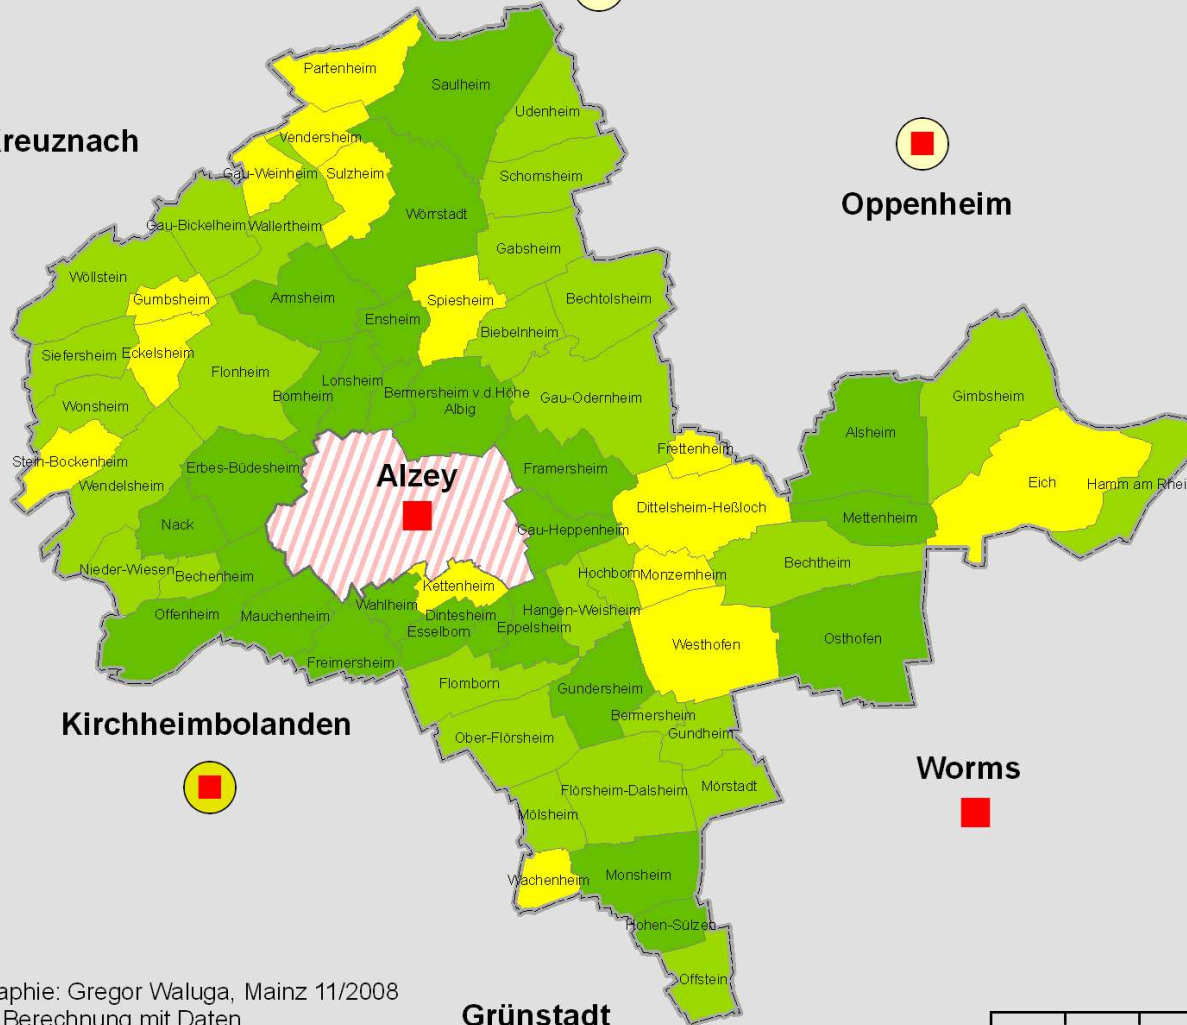 Partenheim
Saulheim
Udenheim
Vendersheim
reuznach
Gau-Weinheim
Sulzheim
Schornsheim
Oppenheim
Wörrstadt
Gau-Bickelheim
Wallertheim
Gabsheim
Wöllstein
Gumbsheim
Armsheim
Spiesheim
Bechtolsheim
Ensheim
Biebelnheim
Siefersheim
Eckelsheim
Flonheim
Lonsheim
Bornheim
Bermersheim v.d.Höhe
Albig
Gau-Odernheim
Gimbsheim
Wonsheim
Alsheim
Frettenheim
Stein-Bockenheim
Erbes-Büdesheim
Alzey
Framersheim
Wendelsheim
Eich
Hamm am Rhei
Dittelsheim-Heßloch
Mettenheim
Nack
Gau-Heppenheim
Bechtheim
Nieder-Wiesen
Bechenheim
Kettenheim
Hochborn
Monzernheim
Offenheim
Mauchenheim
Wahlheim
Dintesheim
Hangen-Weisheim
Esselborn
Eppelsheim
Westhofen
Osthofen
Freimersheim
Flomborn
Gundersheim
Bermersheim
Kirchheimbolanden
Ober-Flörsheim
Gundheim
Worms
Flörsheim-Dalsheim
Mörstadt
Mölsheim
Wachenheim
Monsheim
Hohen-Sülzen
Offstein
aphie: Gregor Waluga, Mainz 11/2008
Berechnung mit Daten
Grünstadt